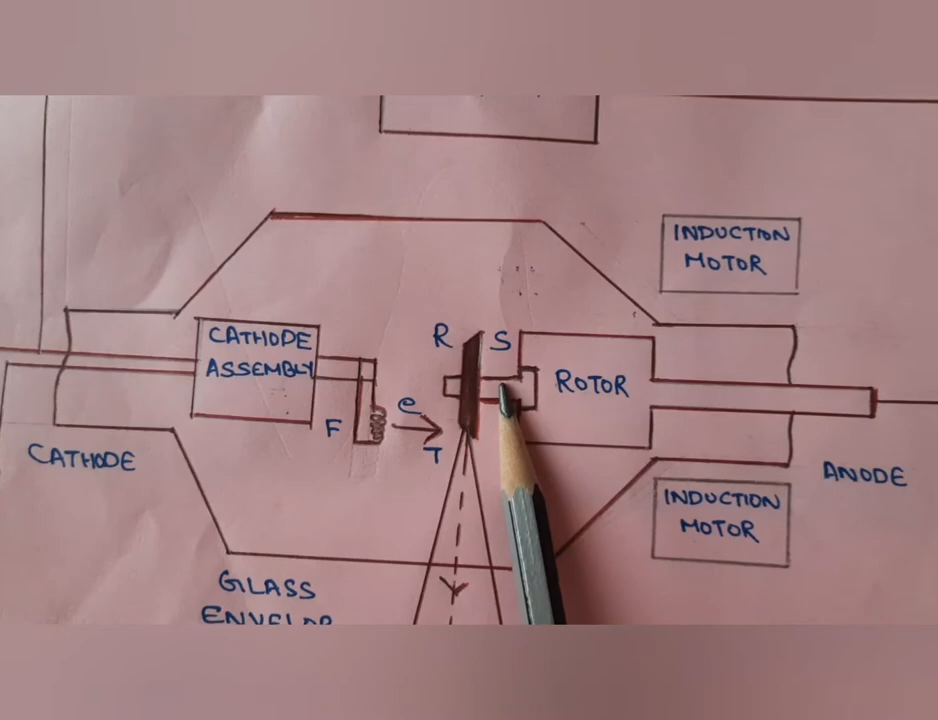 INDUCTION
MOTOR
CATHODE
ASSEMBLY
R
S
ROTOR
F
e
T
CATHODE
ANODE
INDUCTION
MOTOR
GLASS